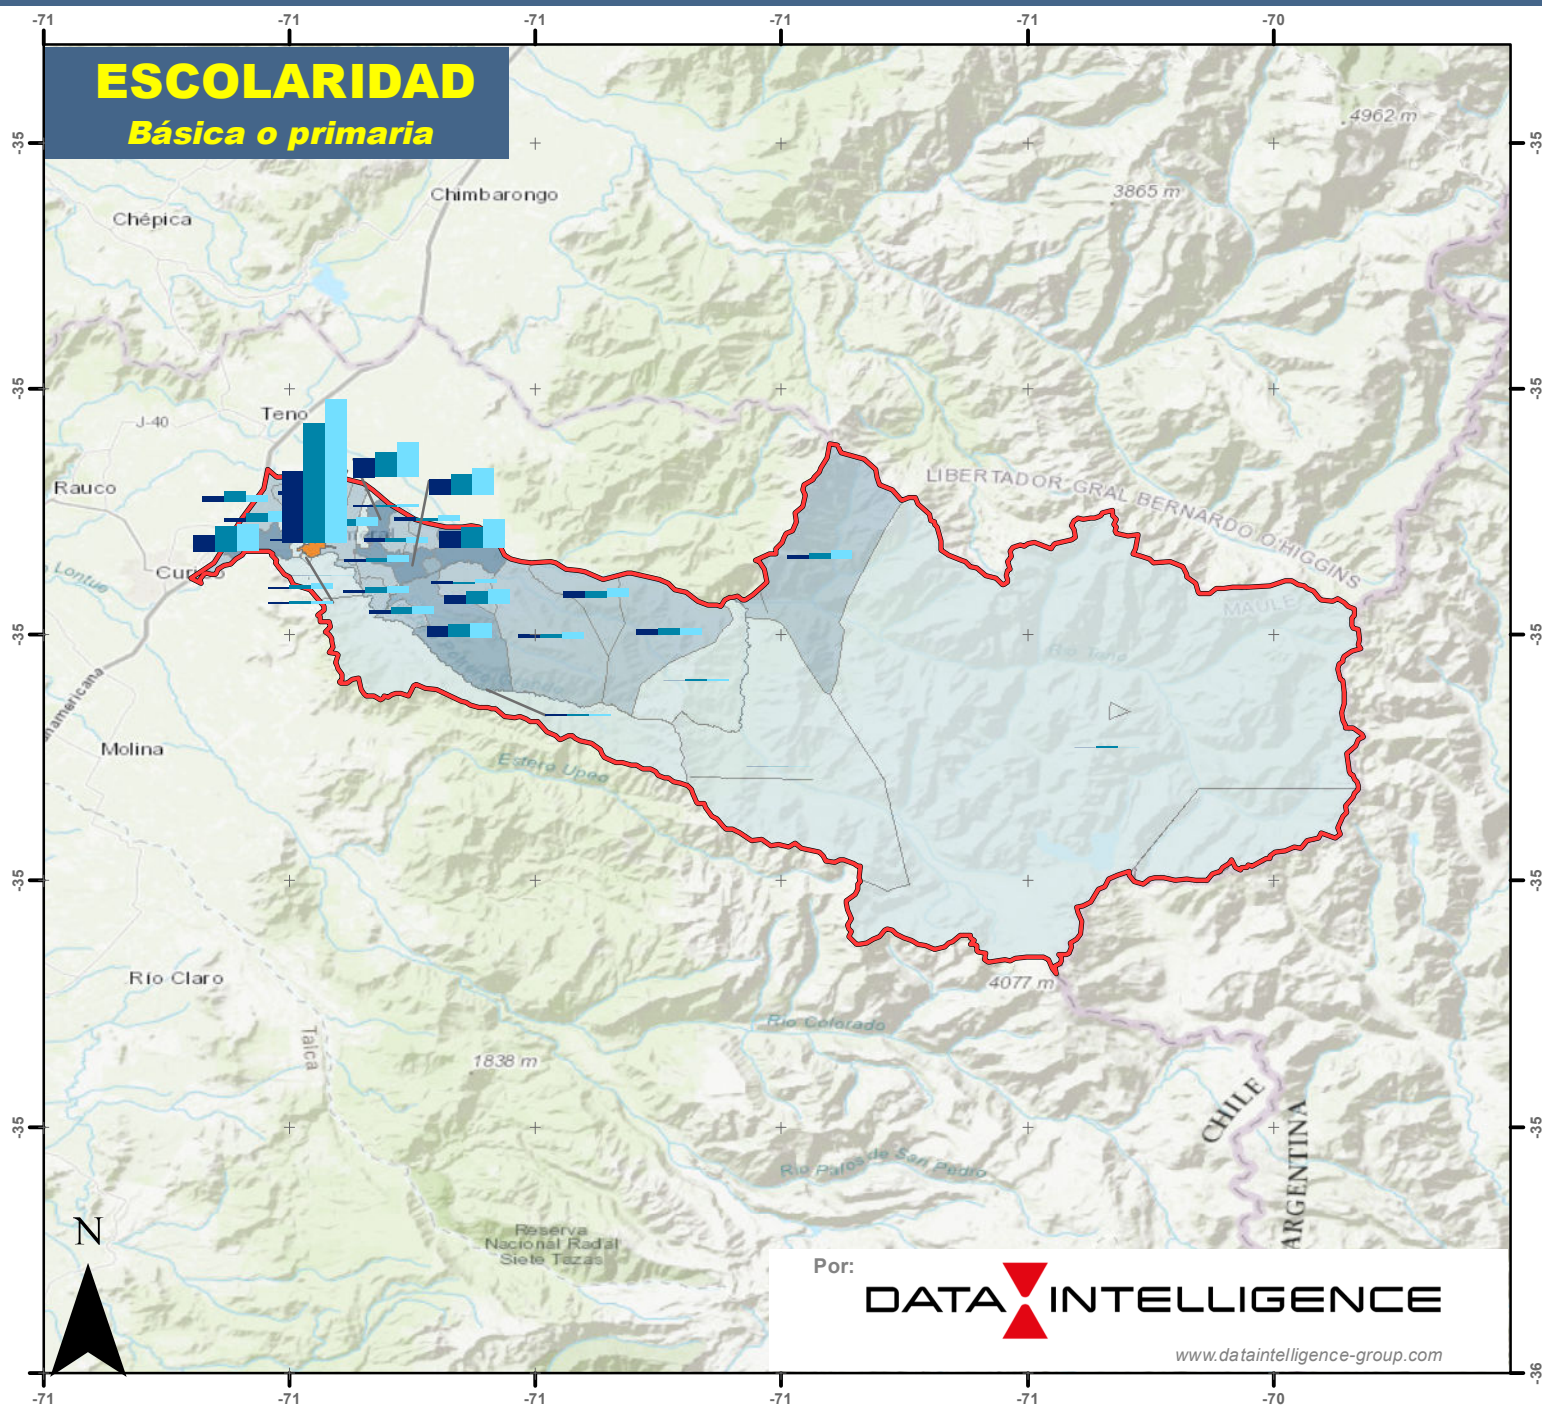 -71
-71
-71
-71
-71
-70
ESCOLARIDAD
Básica o primaria
4962 m
-35
-35
3865 m
Chimbarongo
Chépica
-35
-35
Teno
J-40
LIBERTADOR GRAL BERNARDO O'HIGGINS
Rauco
Lontué
MAULE
-35
-35
Río Teno
Molina
Estero Upeo
-35
-35
Río Claro
4077 m
Río Colorado
Talca
1838 m
CHILE
ARGENTINA
-35
-35
Río Palos de San Pedro
Reserva
Nacional Radal
Siete Tazas
N
Por:
DATA INTELLIGENCE
www.dataintelligence-group.com
-36
-71
-71
-71
-71
-71
-70